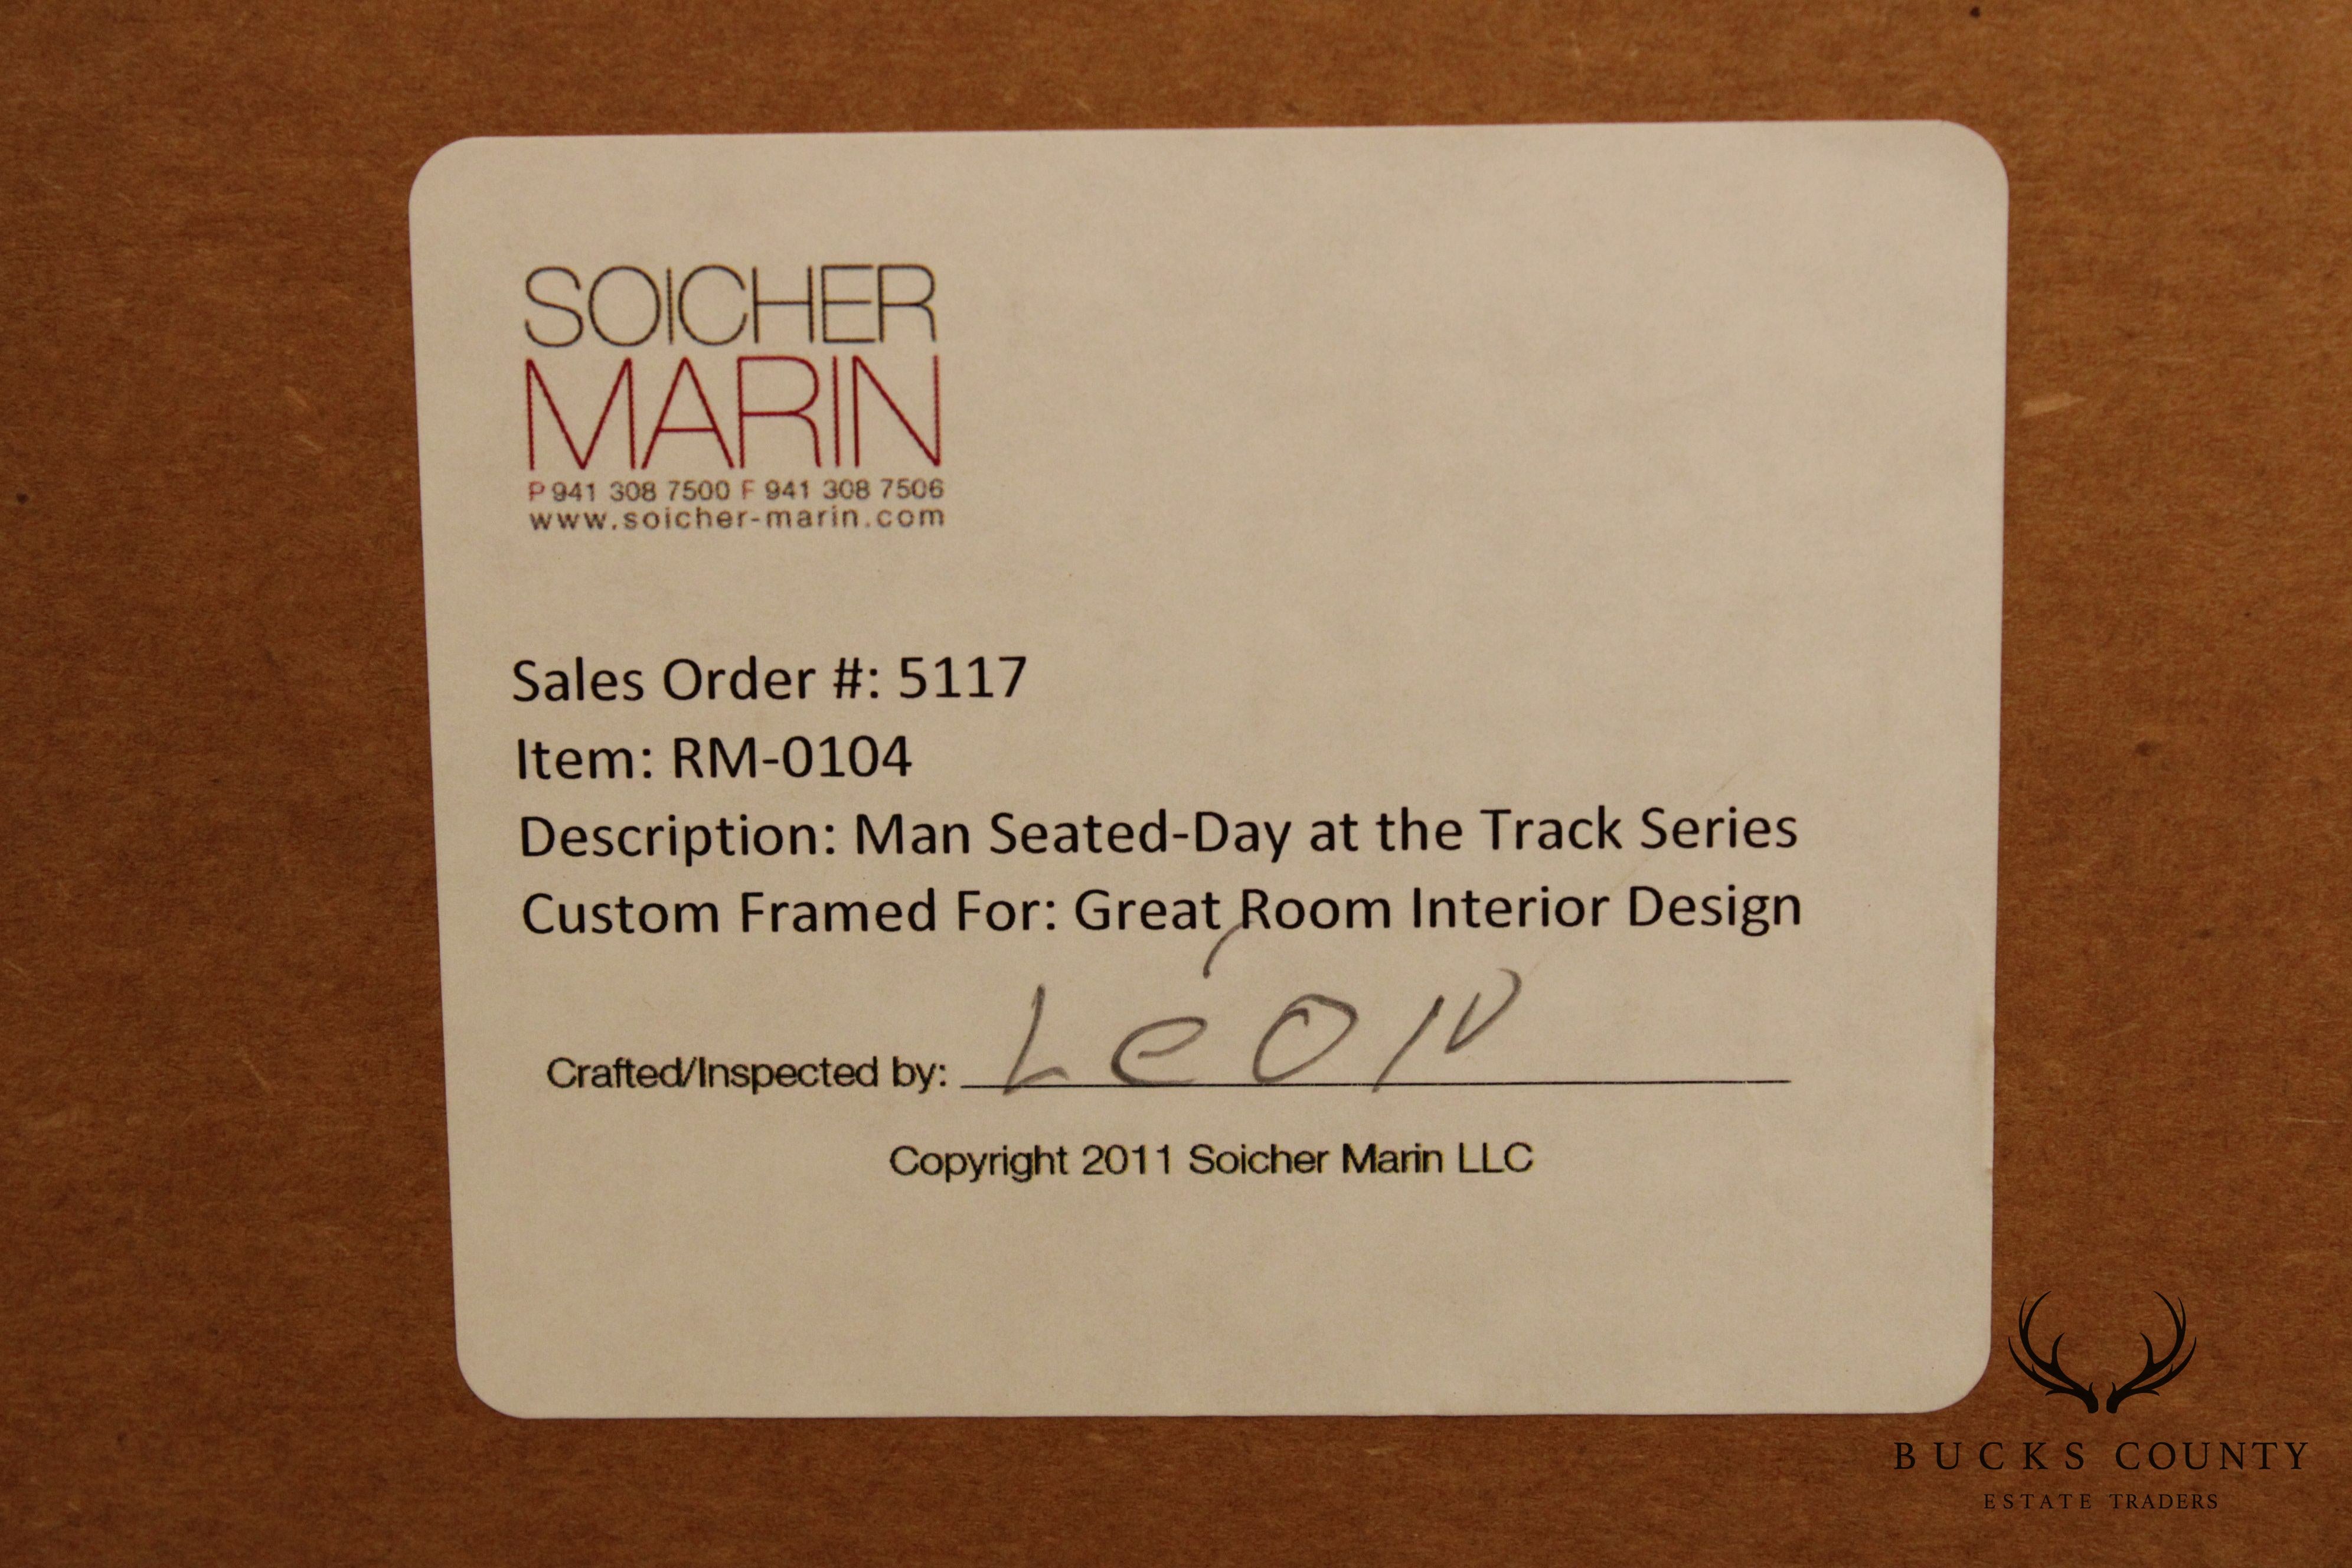 SOICHER
MARIN
P 941 308 7500 F 941 308 7506
www.soicher-marin.com
Sales Order #: 5117
Item: RM-0104
Description: Man Seated-Day at the Track Series
Custom Framed For: Great Room Interior Design
Crafted/Inspected by: LeON
Copyright 2011 Soicher Marin LLC
BUCKS COUNTY
ESTATE TRADERS